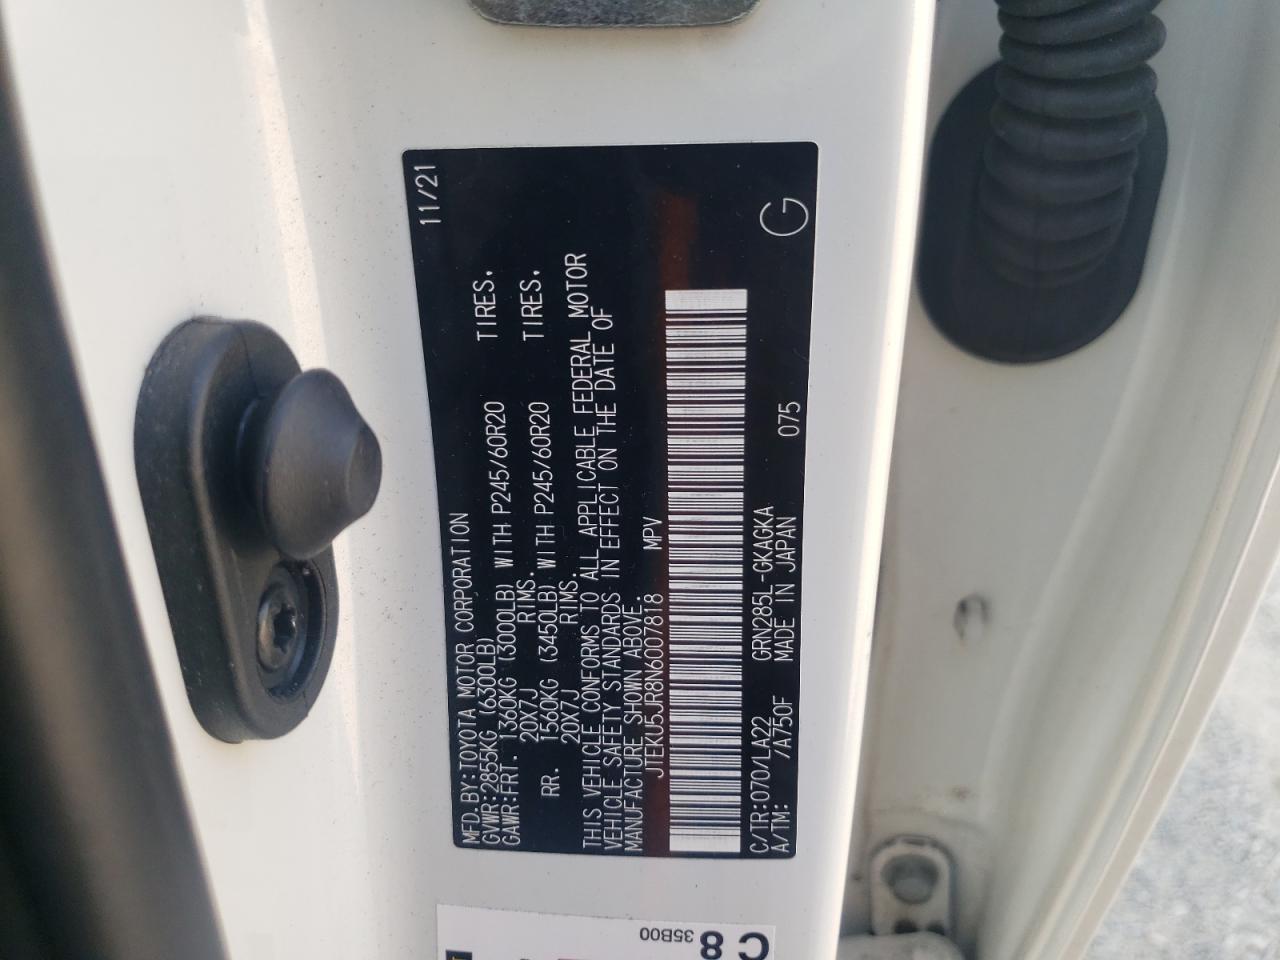 11/21
MFD.BY:TOYOTA MOTOR CORPORATION
GVWR:2855KG (6300LB)
GAWR:FRT. 1360KG (3000LB) WITH P245/60R20 TIRES.
20X7J RIMS.
RR. 1560KG (3450LB) WITH P245/60R20 TIRES.
20X7J RIMS.
THIS VEHICLE CONFORMS TO ALL APPLICABLE FEDERAL MOTOR
VEHICLE SAFETY STANDARDS IN EFFECT ON THE DATE OF
MANUFACTURE SHOWN ABOVE.
JTEKU5JR8N6007818 MPV
C/TR:070/LA22 GRN285L-GKAGKA 075 G
A/TM: /A750F MADE IN JAPAN
C 8
35B00